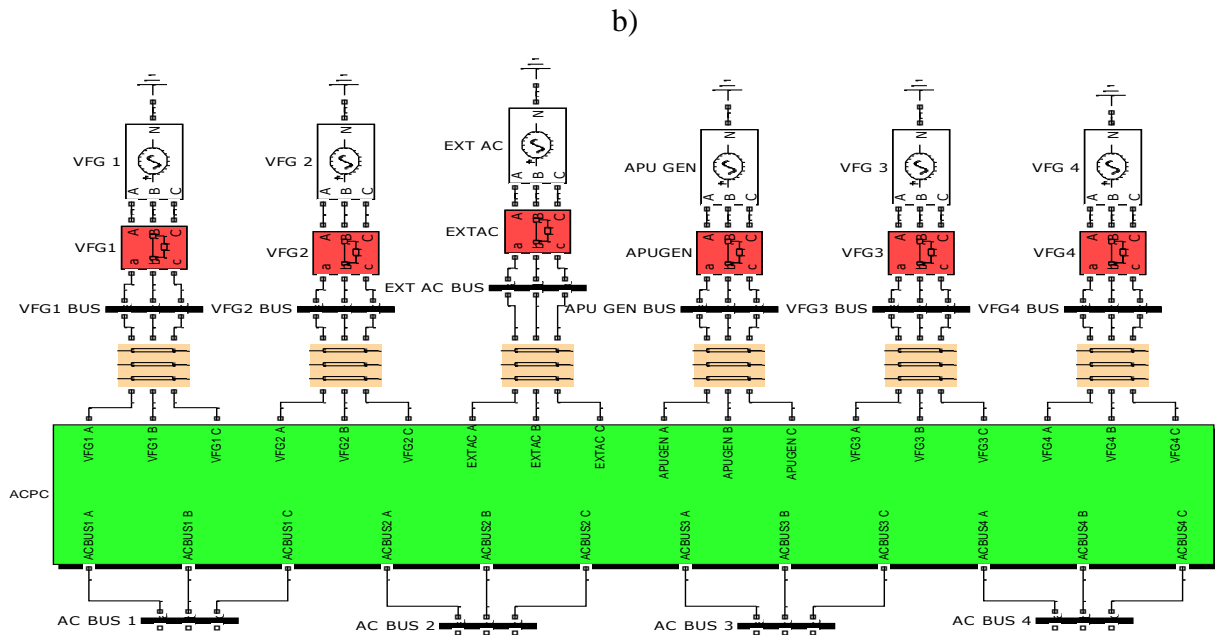 b)
VFG 1
VFG 2
EXT AC
APU GEN
VFG 3
VFG 4
N
N
N
N
N
N
A B C
A B C
A B C
A B C
A B C
A B C
VFG1
VFG2
EXTAC
APUGEN
VFG3
VFG4
A B C
A B C
A B C
A B C
A B C
A B C
a b c
a b c
a b c
a b c
a b c
a b c
VFG1 BUS
VFG2 BUS
EXT AC BUS
APU GEN BUS
VFG3 BUS
VFG4 BUS
VFG1 A
VFG1 B
VFG1 C
VFG2 A
VFG2 B
VFG2 C
EXTAC A
EXTAC B
EXTAC C
APUGEN A
APUGEN B
APUGEN C
VFG3 A
VFG3 B
VFG3 C
VFG4 A
VFG4 B
VFG4 C
ACPC
ACBUS1 A
ACBUS1 B
ACBUS1 C
ACBUS2 A
ACBUS2 B
ACBUS2 C
ACBUS3 A
ACBUS3 B
ACBUS3 C
ACBUS4 A
ACBUS4 B
ACBUS4 C
AC BUS 1
AC BUS 2
AC BUS 3
AC BUS 4